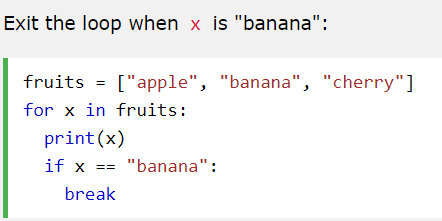 Exit the loop when x is "banana":
fruits = ["apple", "banana", "cherry"]
for x in fruits:
  print(x)
  if x == "banana":
    break